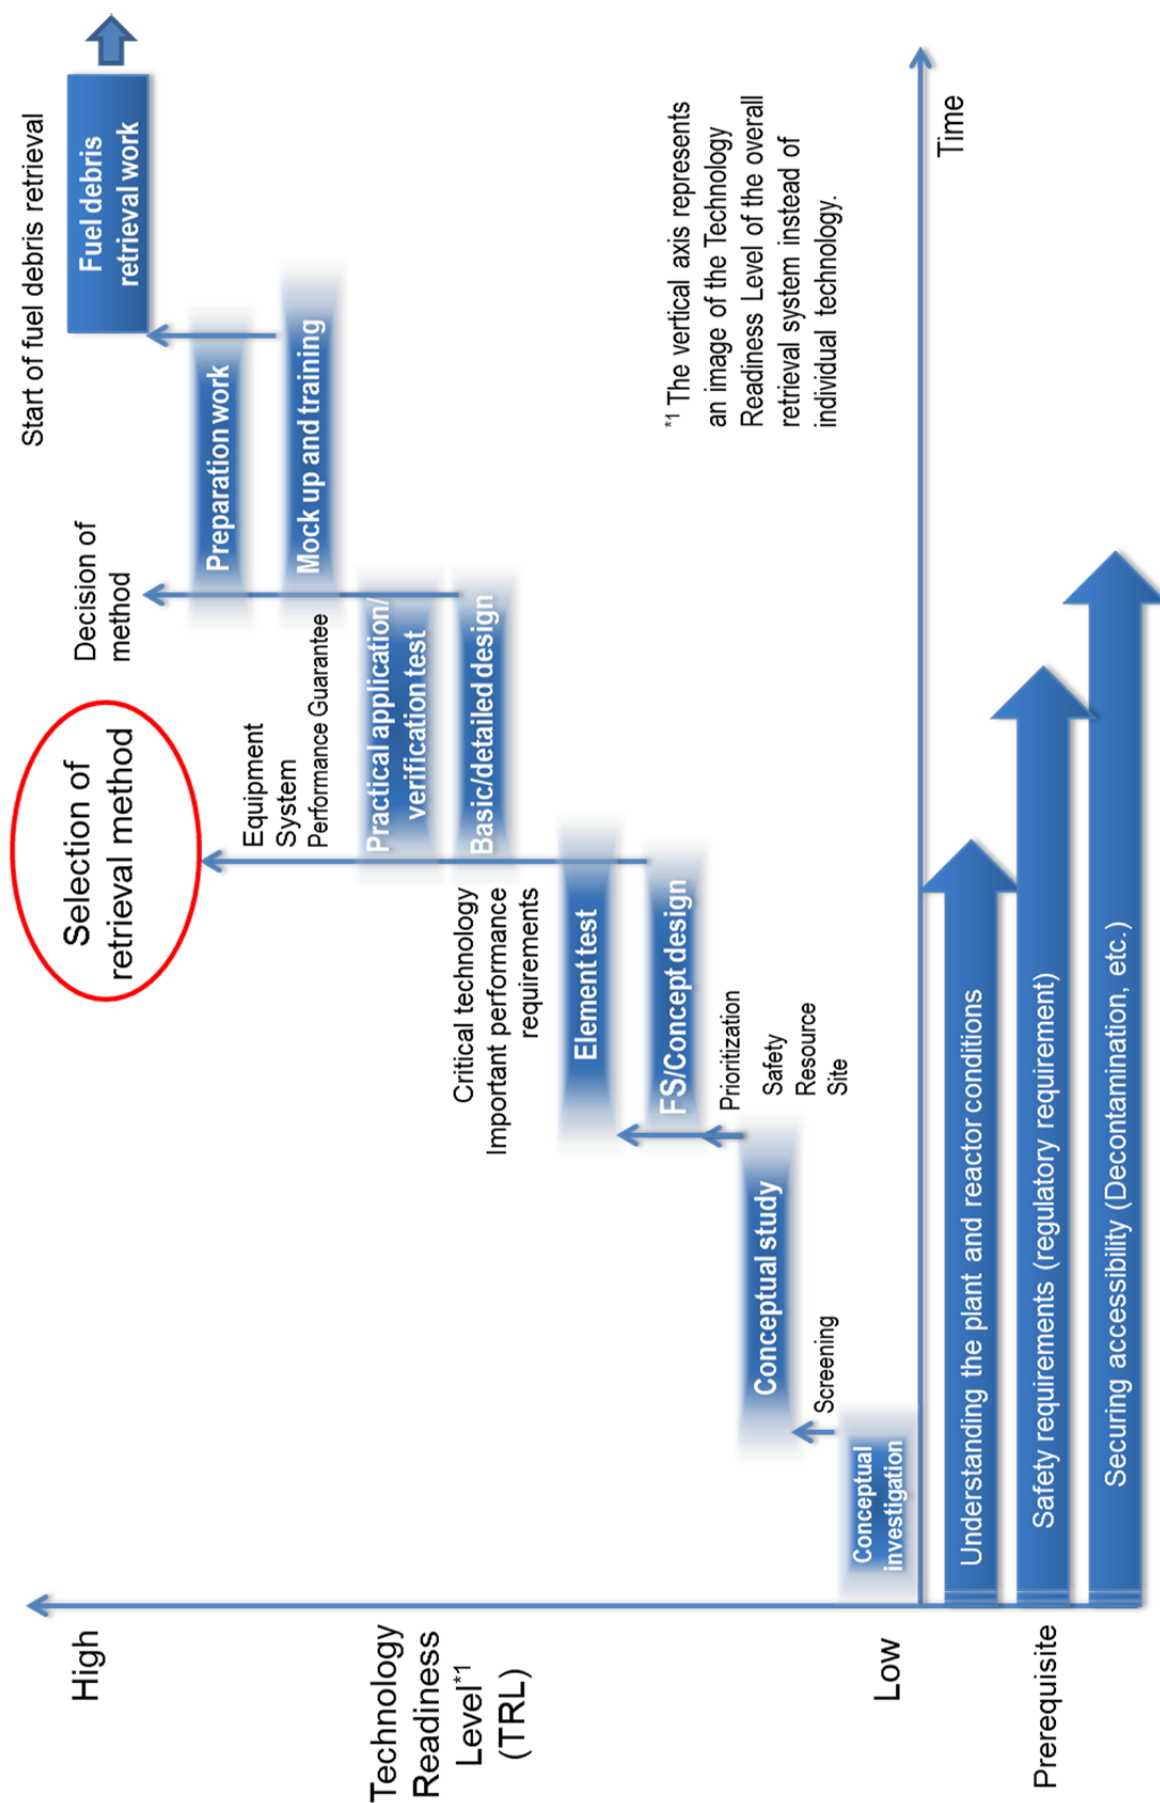 High
Technology
Readiness
Level*1
(TRL)
Low
Prerequisite
Start of fuel debris retrieval
Fuel debris
retrieval work
Decision of
method
Selection of
retrieval method
Preparation work
Mock up and training
Equipment
System
Performance Guarantee
Practical application/
verification test
Basic/detailed design
Critical technology
Important performance
requirements
Element test
FS/Concept design
Prioritization
Safety
Resource
Site
Conceptual study
Screening
Conceptual
investigation
*1 The vertical axis represents
an image of the Technology
Readiness Level of the overall
retrieval system instead of
individual technology.
Time
Understanding the plant and reactor conditions
Safety requirements (regulatory requirement)
Securing accessibility (Decontamination, etc.)